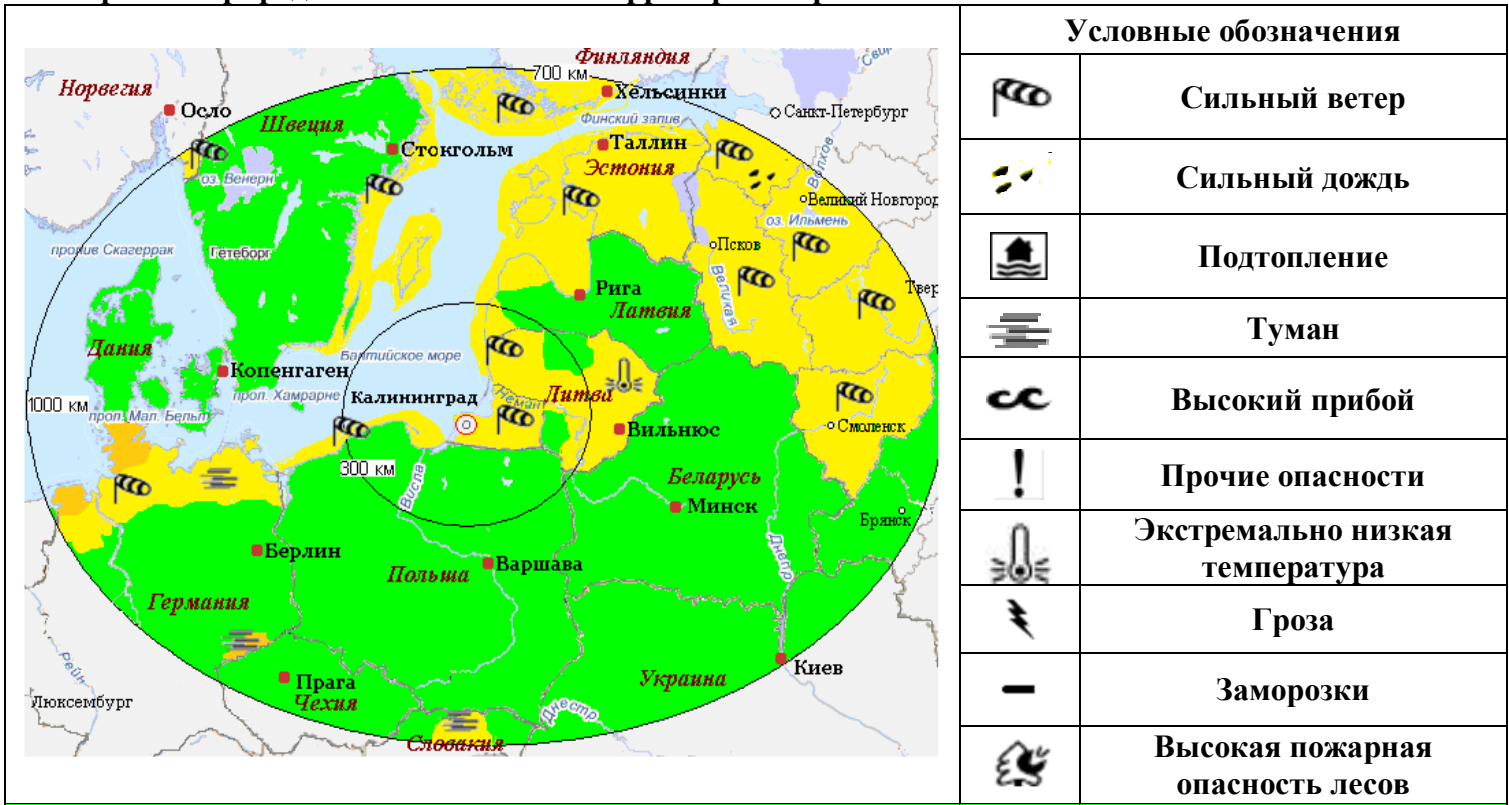 Условные обозначения
Сильный ветер
Сильный дождь
Подтопление
Туман
Высокий прибой
Прочие опасности
Экстремально низкая
температура
Гроза
Заморозки
Высокая пожарная
опасность лесов
Финляндия
700 км
Норвегия
Хельсинки
Осло
Швеция
Финский залив
Санкт-Петербург
Стокгольм
Таллин
Эстония
Волхов
оз. Венерн
Великий Новгород
оз. Ильмень
пролив Скагеррак
Гетеборг
Псков
Великая
Рига
Латвия
Твер
Дания
Балтийское море
Копенгаген
прол. Хамрарне
Калининград
Неман
Литва
1000 км
прол. Мал. Бельт
Смоленск
Вильнюс
300 км
Висла
Беларусь
Минск
Брянск
Берлин
Варшава
Польша
Днепр
Германия
Рейн
Прага
Чехия
Украина
Киев
Люксембург
Днестр
Словакия